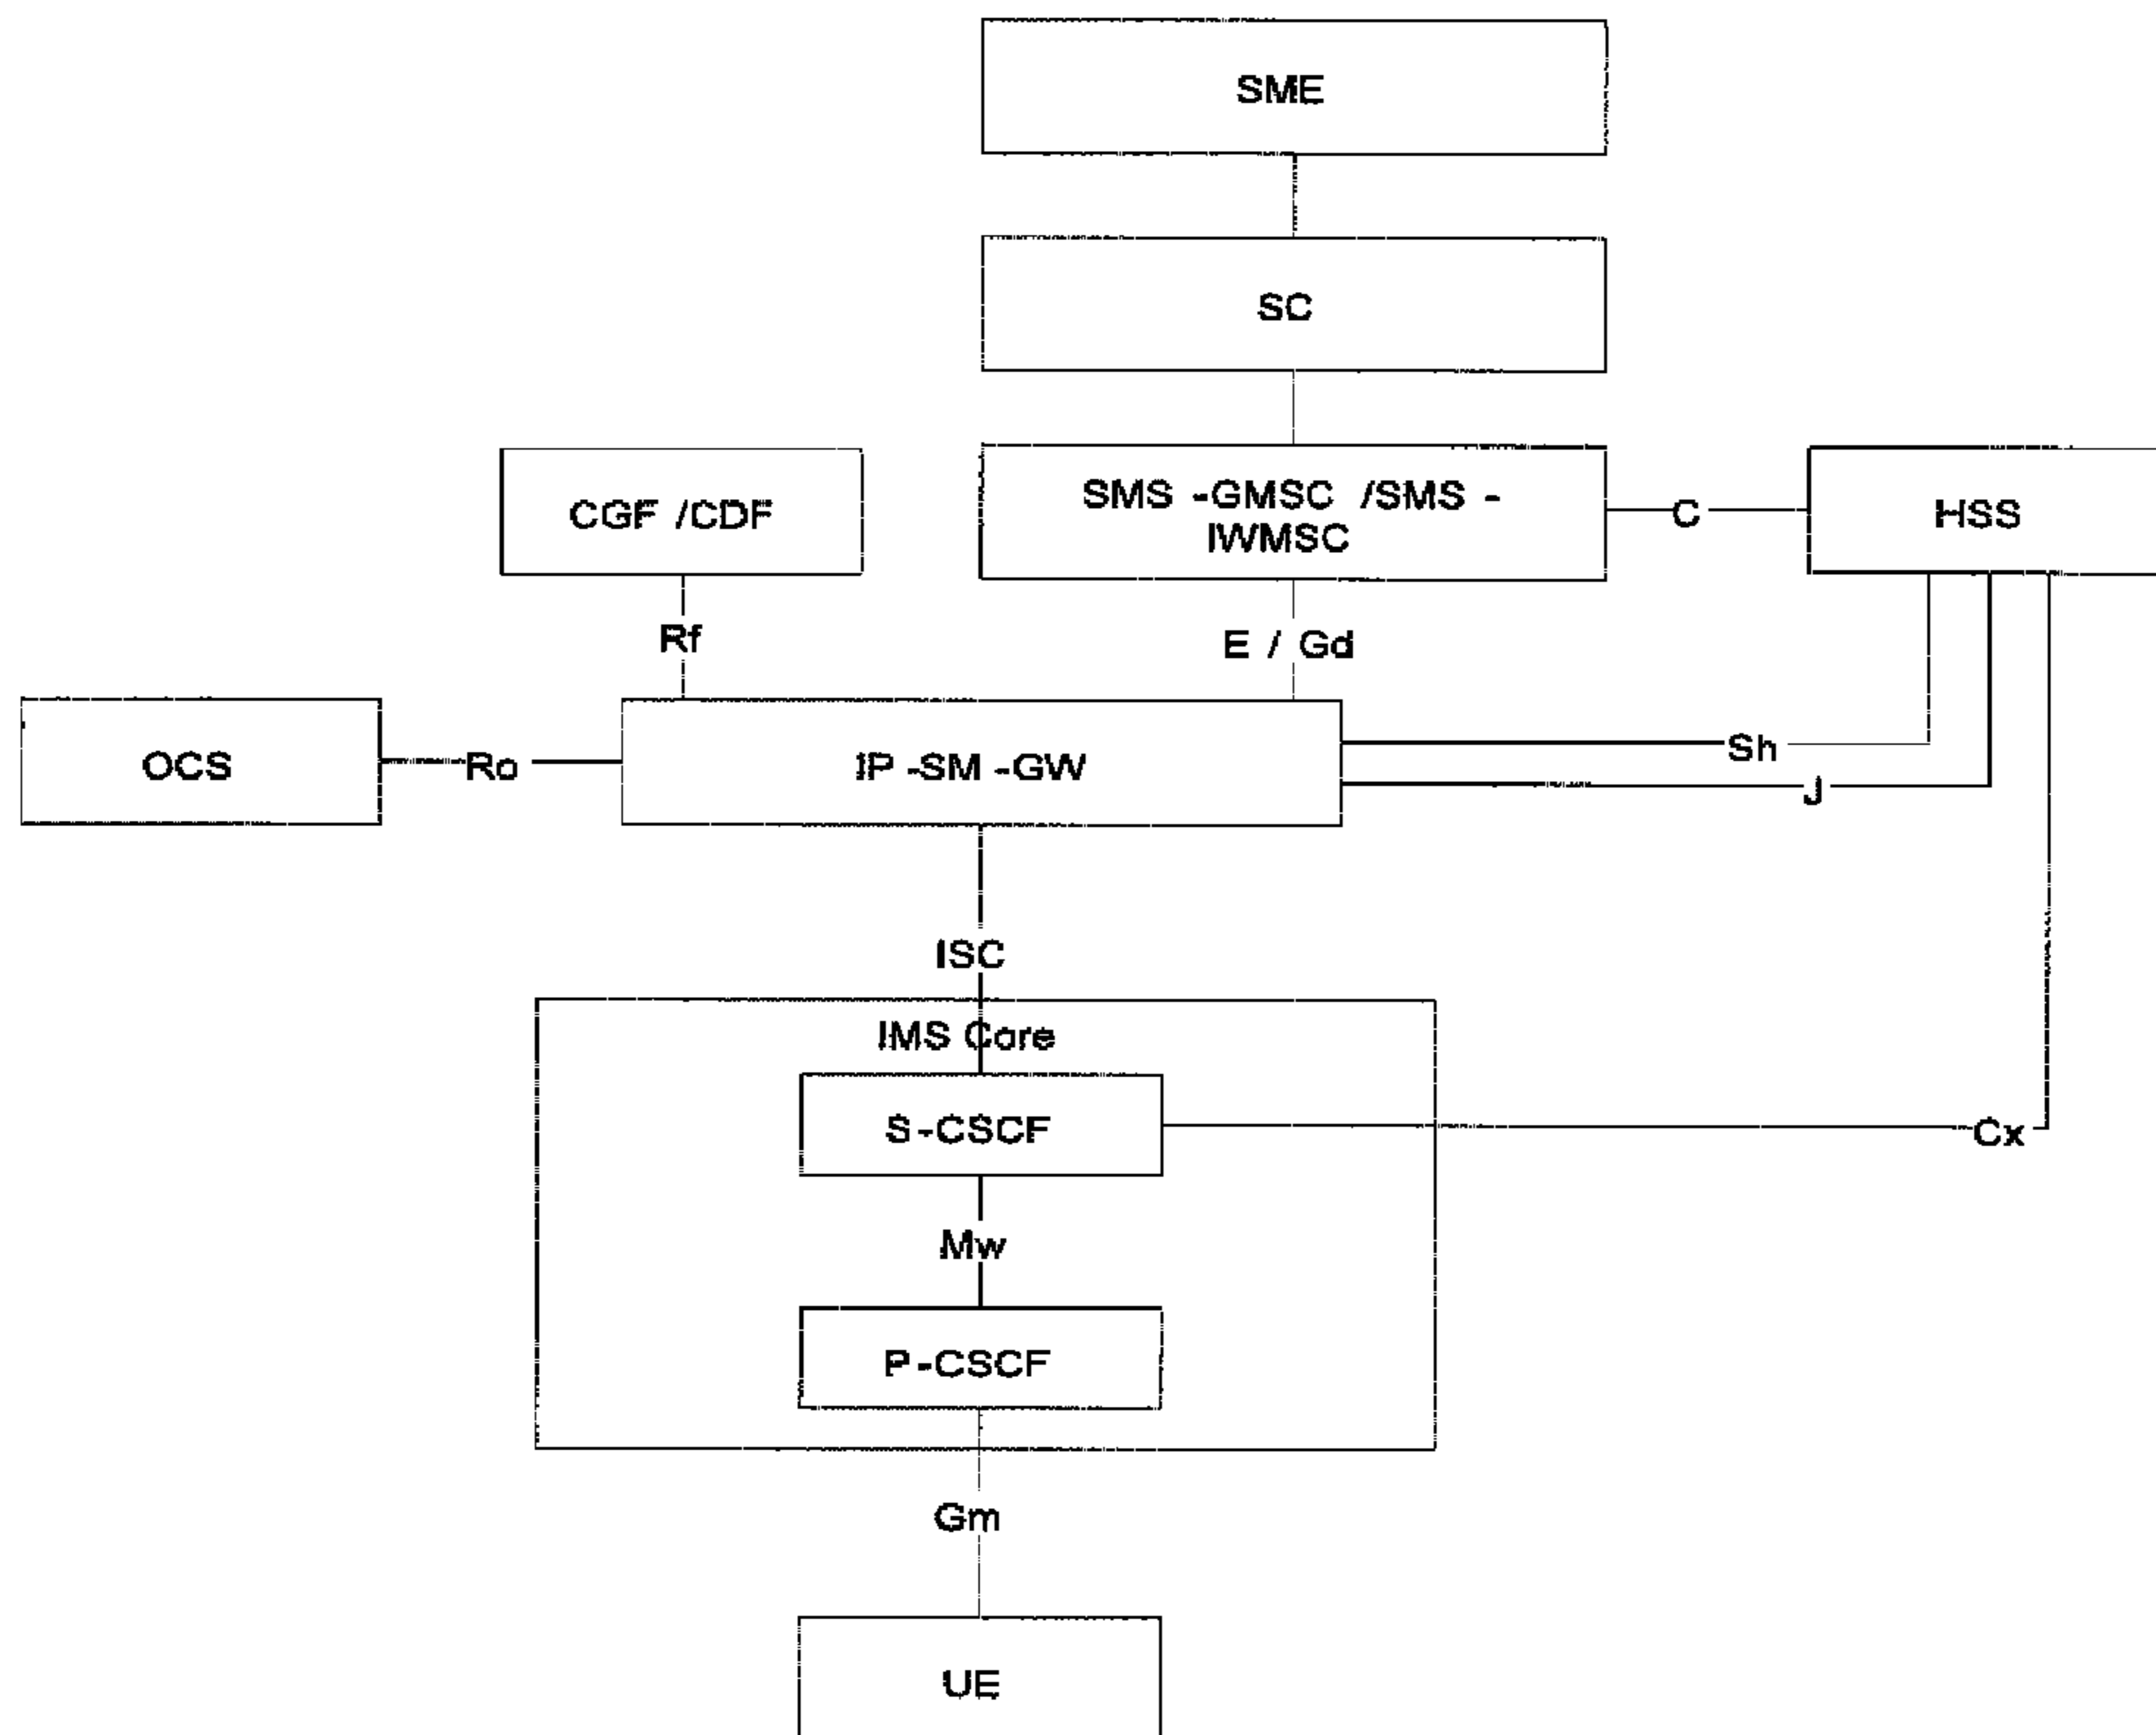 SME
SC
CGF /CDF
SMS -GMSC /SMS -
IWMSC
C
HSS
Rf
E / Gd
OCS
Ro
IP -SM -GW
Sh
J
ISC
IMS Core
S -CSCF
Cx
Mw
P -CSCF
Gm
UE